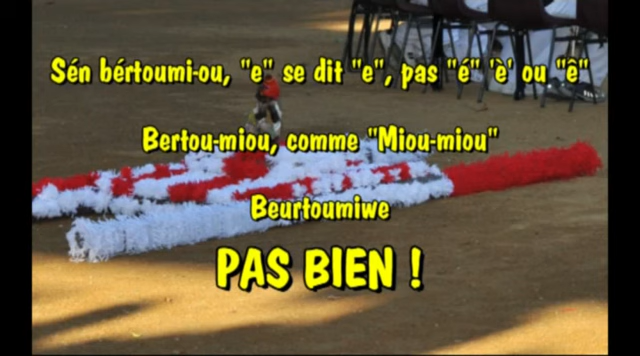 Sén bértoumi-ou, "e" se dit "e", pas "é" 'è' ou "ê"
Bertou-miou, comme "Miou-miou"
Beurtoumiwe
PAS BIEN !